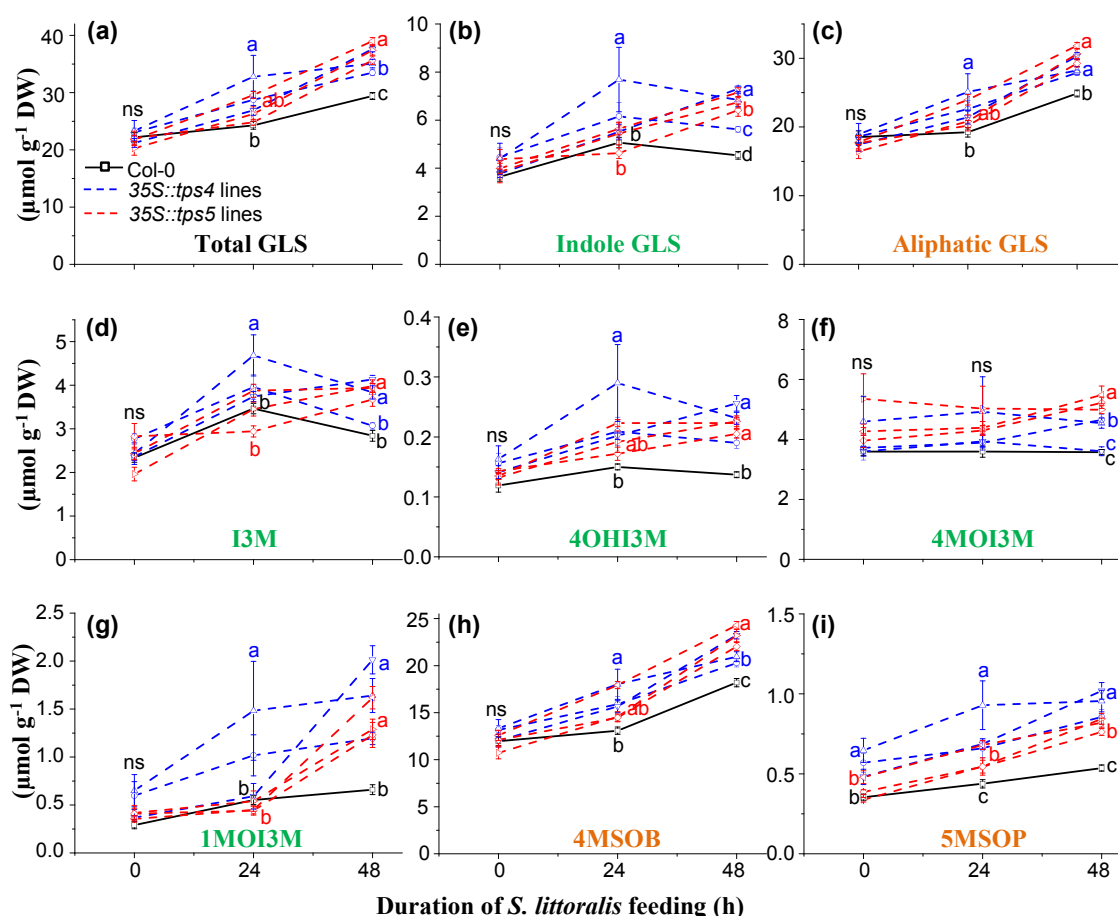 (a)
(b)
(c)
40
30
20
10
0
(μmol g-1 DW)
ns
a
ab
b
a
b
c
Col-0
35S::tps4 lines
35S::tps5 lines
Total GLS
10
8
6
4
2
0
ns
a
b
b
a
b
c
d
Indole GLS
30
20
10
0
ns
a
ab
b
a
a
b
Aliphatic GLS
(d)
(e)
(f)
5
4
3
2
1
0
(μmol g-1 DW)
ns
a
b
b
a
a
b
b
I3M
0.4
0.3
0.2
0.1
0.0
ns
a
ab
b
a
a
b
4OHI3M
8
6
4
2
0
ns
ns
a
b
c
c
4MOI3M
(g)
(h)
(i)
2.5
2.0
1.5
1.0
0.5
0.0
(μmol g-1 DW)
ns
a
b
b
a
a
b
1MOI3M
25
20
15
10
5
0
ns
a
ab
b
a
b
c
4MSOB
1.5
1.0
0.5
0.0
a
b
b
a
b
c
a
b
c
5MSOP
0 24 48 0 24 48 0 24 48
Duration of S. littoralis feeding (h)